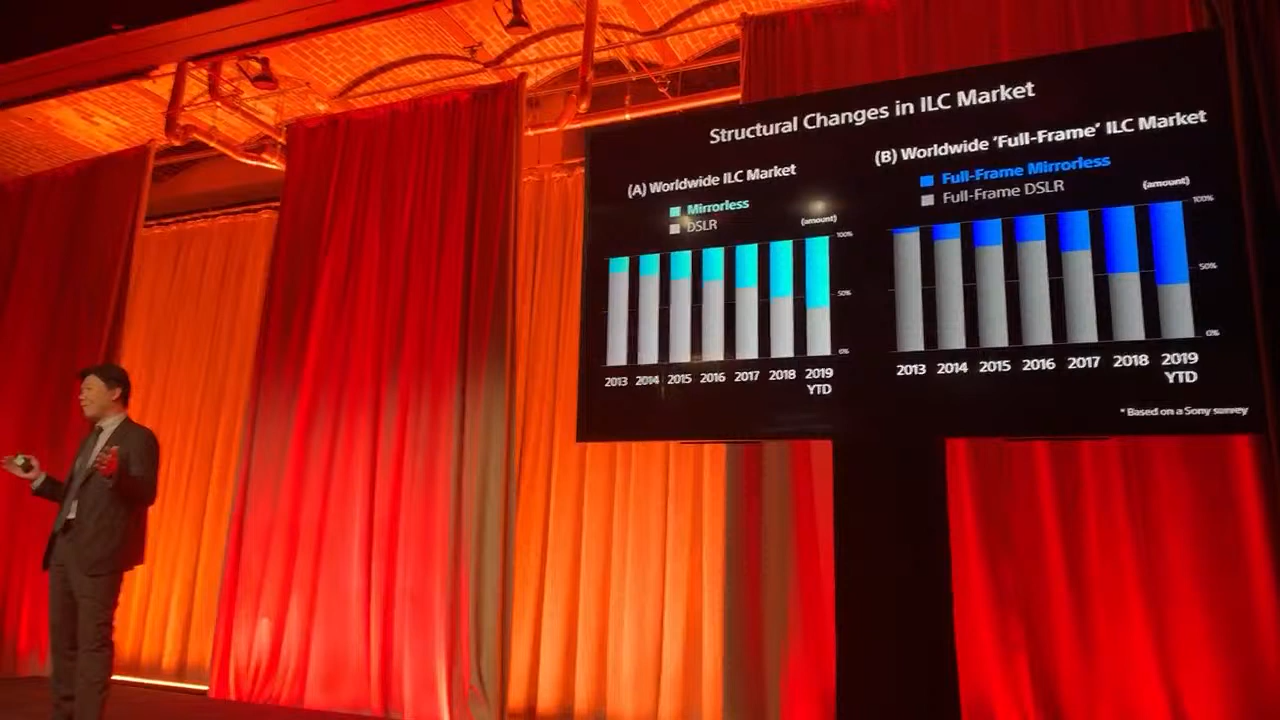 Structural Changes in ILC Market
(A) Worldwide ILC Market
Mirrorless
DSLR
(amount)
100%
50%
0%
2013 2014 2015 2016 2017 2018 2019
YTD
(B) Worldwide 'Full-Frame' ILC Market
Full-Frame Mirrorless
Full-Frame DSLR
(amount)
100%
50%
0%
2013 2014 2015 2016 2017 2018 2019
YTD
* Based on a Sony survey